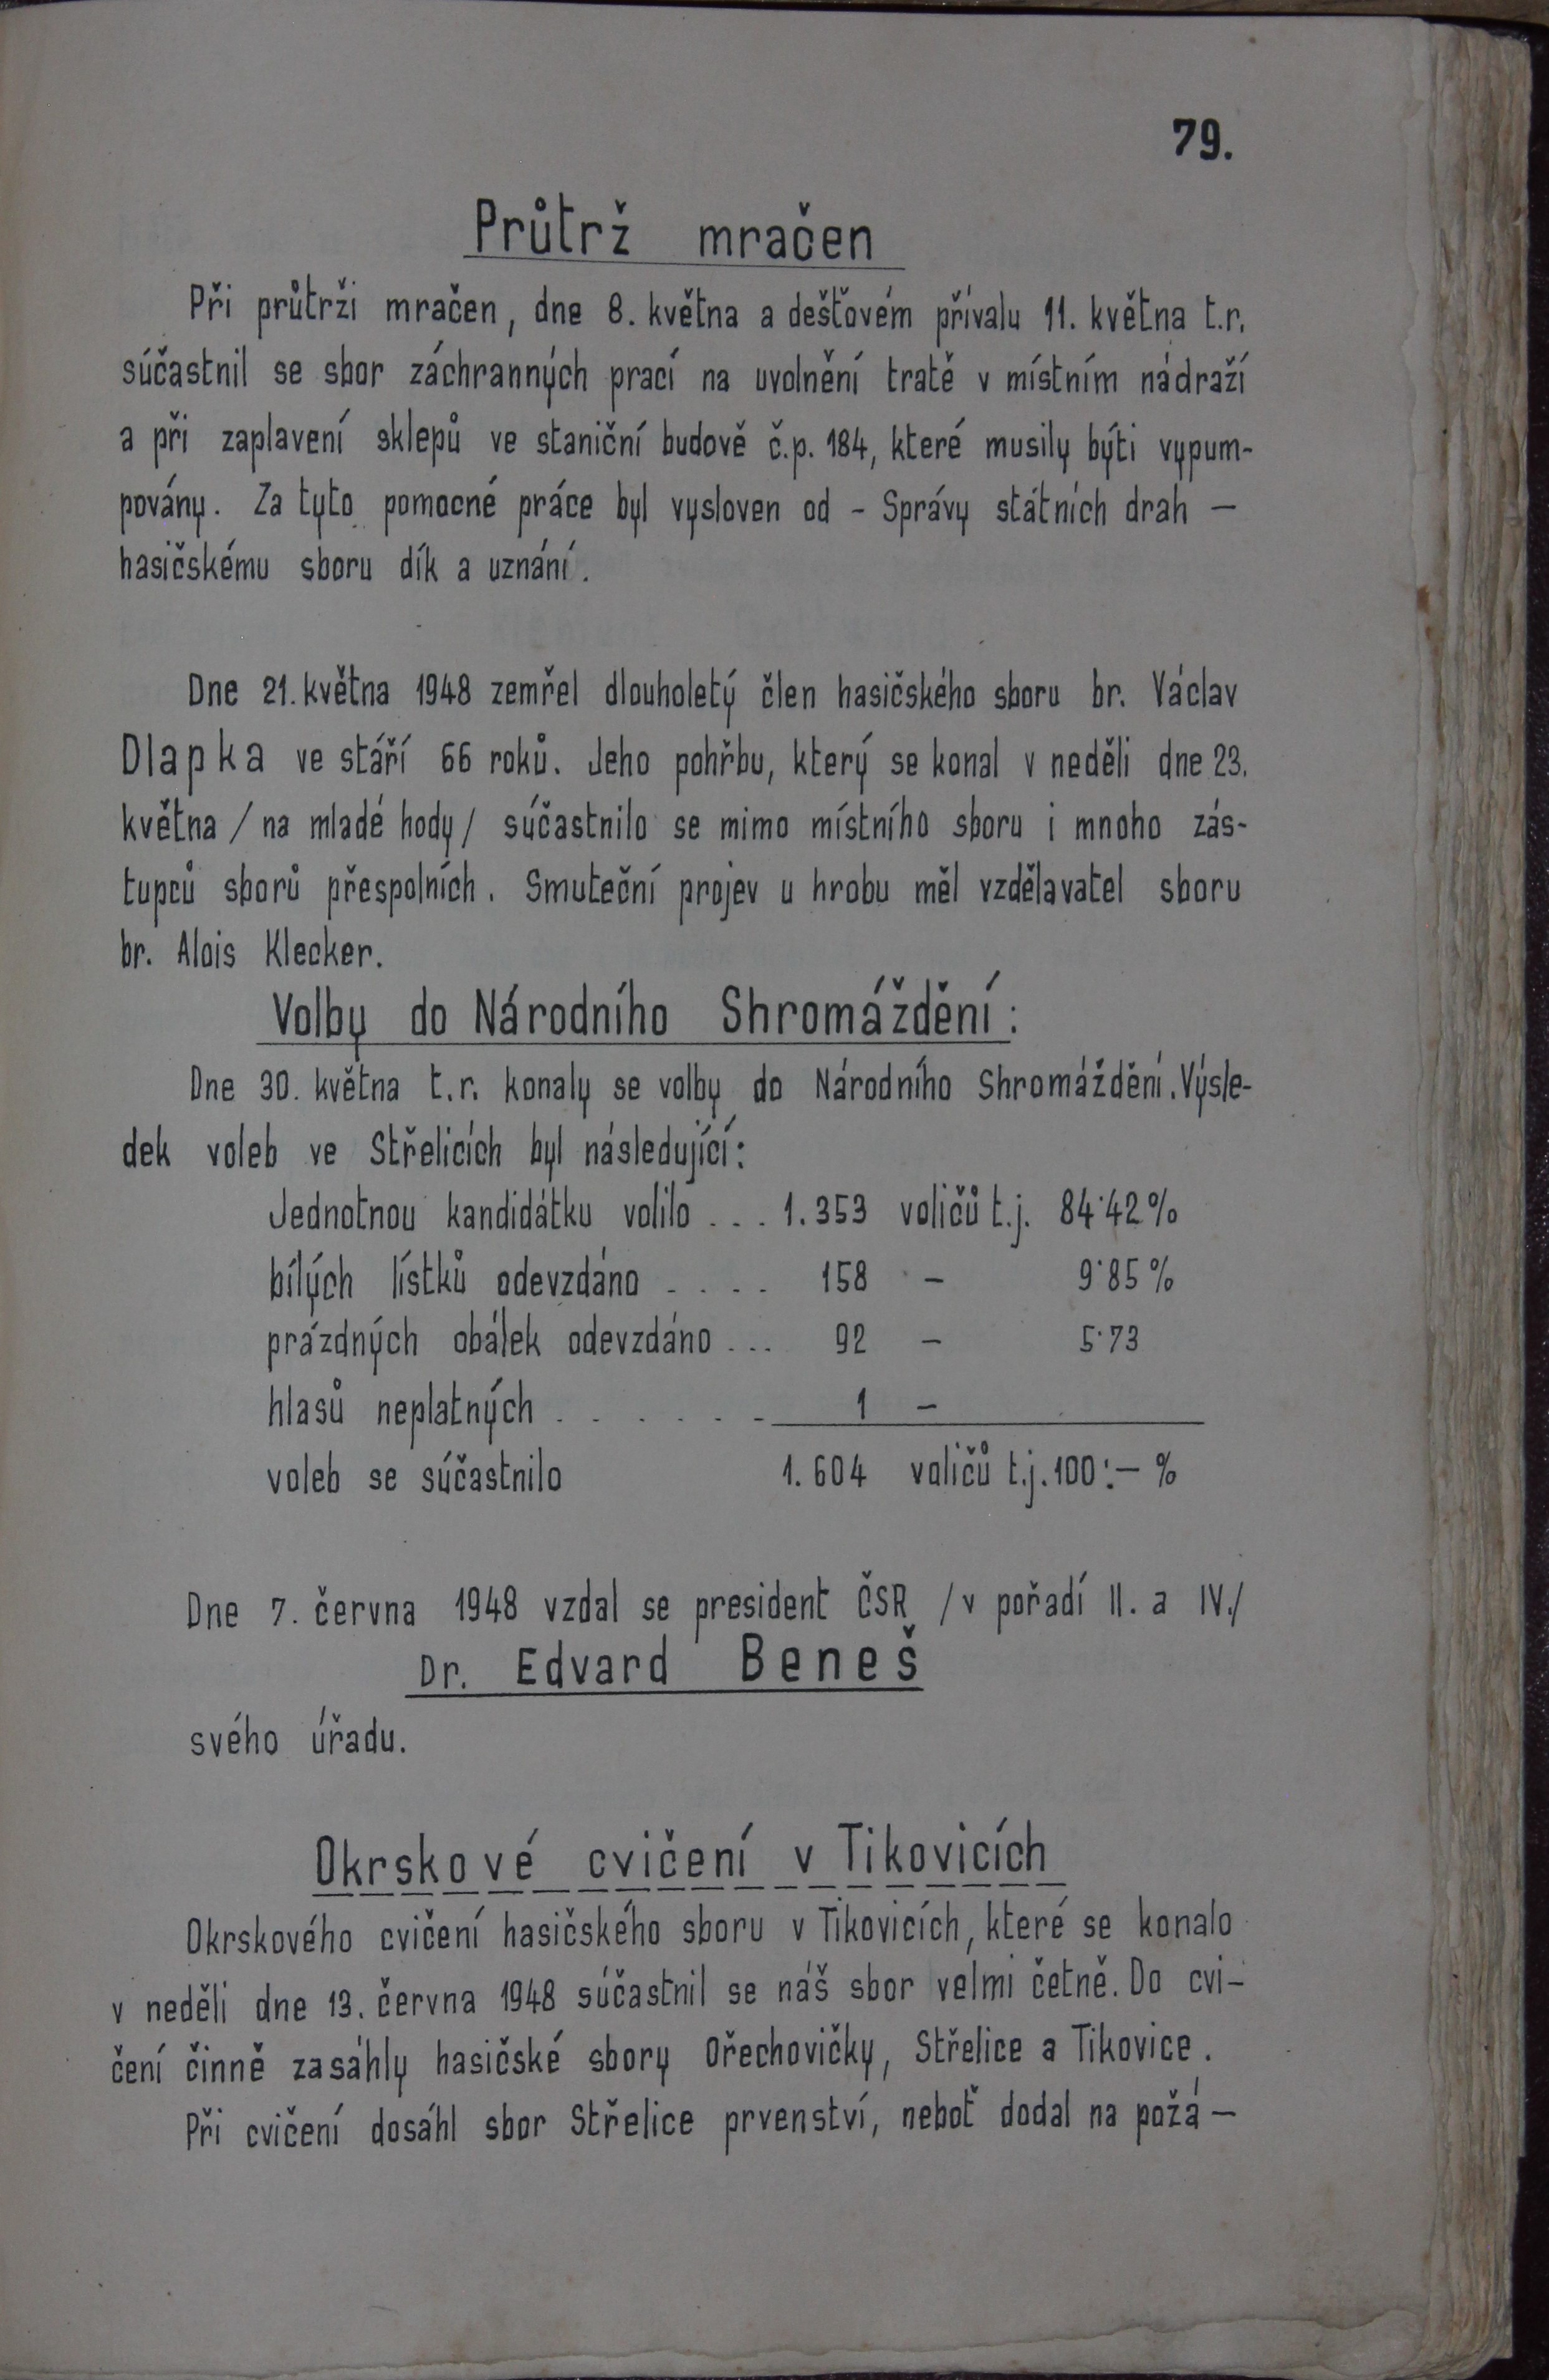 79.
Průtrž mračen
Při průtrži mračen, dne 8. května a dešťovém přívalu 11. května t.r.
súčastnil se sbor záchranných prací na uvolnění tratě v místním nádraží
a při zaplavení sklepů ve staniční budově č.p. 184, které musily býti vypum-
povány. Za tyto pomocné práce byl vysloven od - Správy státních drah -
hasičskému sboru dík a uznání.
Dne 21. května 1948 zemřel dlouholetý člen hasičského sboru br. Václav
Dlapka ve stáří 66 roků. Jeho pohřbu, který se konal v neděli dne 23.
května /na mladé hody/ súčastnilo se mimo místního sboru i mnoho zás-
tupců sborů přespolních. Smuteční projev u hrobu měl vzdělavatel sboru
br. Alois Klecker.
Volby do Národního Shromáždění:
Dne 30. května t.r. konaly se volby do Národního Shromáždění. Výsle-
dek voleb ve Střelicích byl následující:
Jednotnou kandidátku volilo ... 1.353 voličů t.j. 84˙42%
bílých lístků odevzdáno .... 158 - 9˙85%
prázdných obálek odevzdáno ... 92 - 5˙73
hlasů neplatných ...... 1 -
voleb se súčastnilo 1.604 voličů t.j. 100:- %
Dne 7. června 1948 vzdal se president ČSR /v pořadí II. a IV./
Dr. Edvard Beneš
svého úřadu.
Okrskové cvičení v Tikovicích
Okrskového cvičení hasičského sboru v Tikovicích, které se konalo
v neděli dne 13. června 1948 súčastnil se náš sbor velmi četně. Do cvi-
čení činně zasáhly hasičské sbory Ořechovičky, Střelice a Tikovice.
Při cvičení dosáhl sbor Střelice prvenství, neboť dodal na požá-